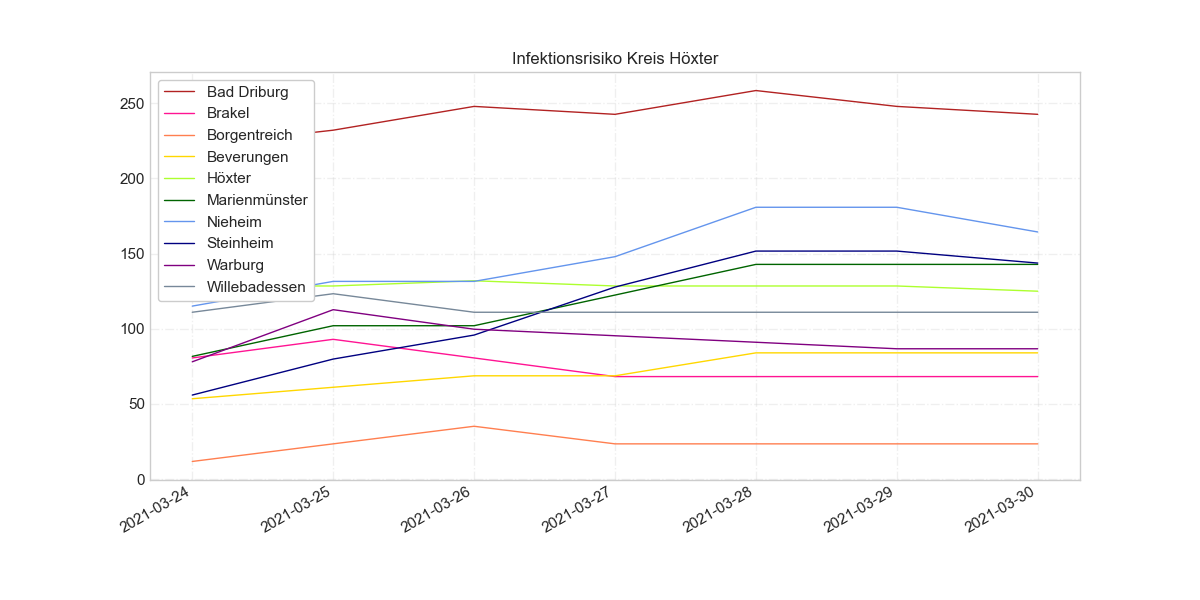 Infektionsrisiko Kreis Höxter
Bad Driburg
Brakel
Borgentreich
Beverungen
Höxter
Marienmünster
Nieheim
Steinheim
Warburg
Willebadessen
250
200
150
100
50
0
2021-03-24
2021-03-25
2021-03-26
2021-03-27
2021-03-28
2021-03-29
2021-03-30